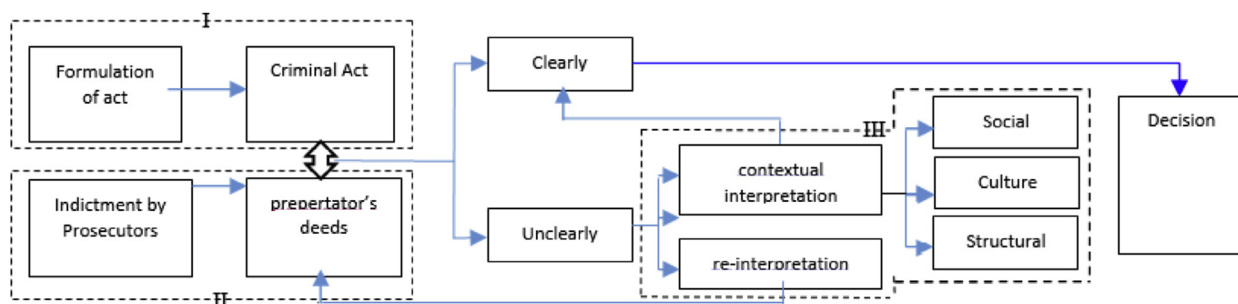 I
Formulation
of act
Criminal Act
Clearly
Indictment by
Prosecutors
prepertator's
deeds
II
Unclearly
III
contextual
interpretation
re-interpretation
Social
Culture
Structural
Decision